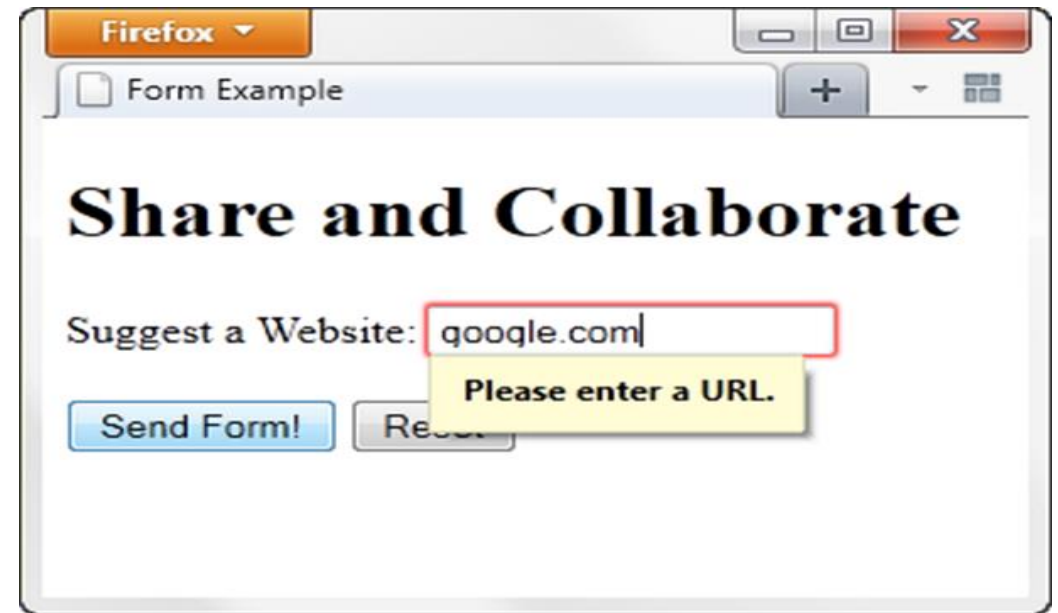 Firefox
Form Example
Share and Collaborate
Suggest a Website: google.com
Please enter a URL.
Send Form!